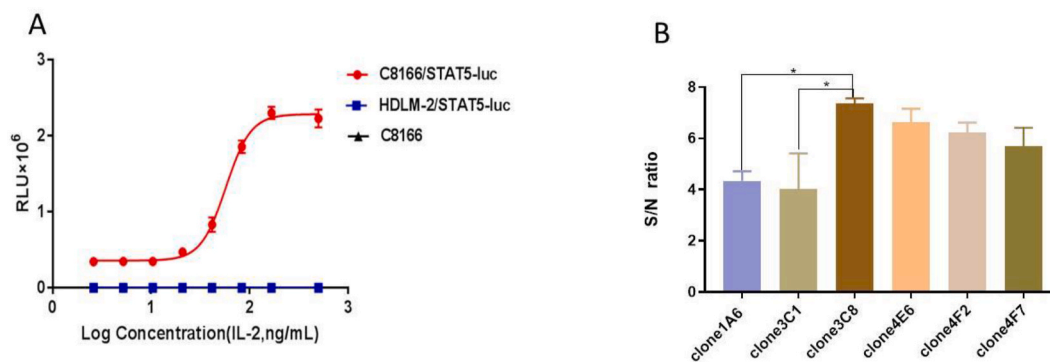 A
3
2
1
0
RLU×10⁶
0 1 2 3
Log Concentration(IL-2,ng/mL)
C8166/STAT5-luc
HDLM-2/STAT5-luc
C8166
B
* *
8
6
4
2
0
S/N ratio
clone1A6
clone3C1
clone3C8
clone4E6
clone4F2
clone4F7